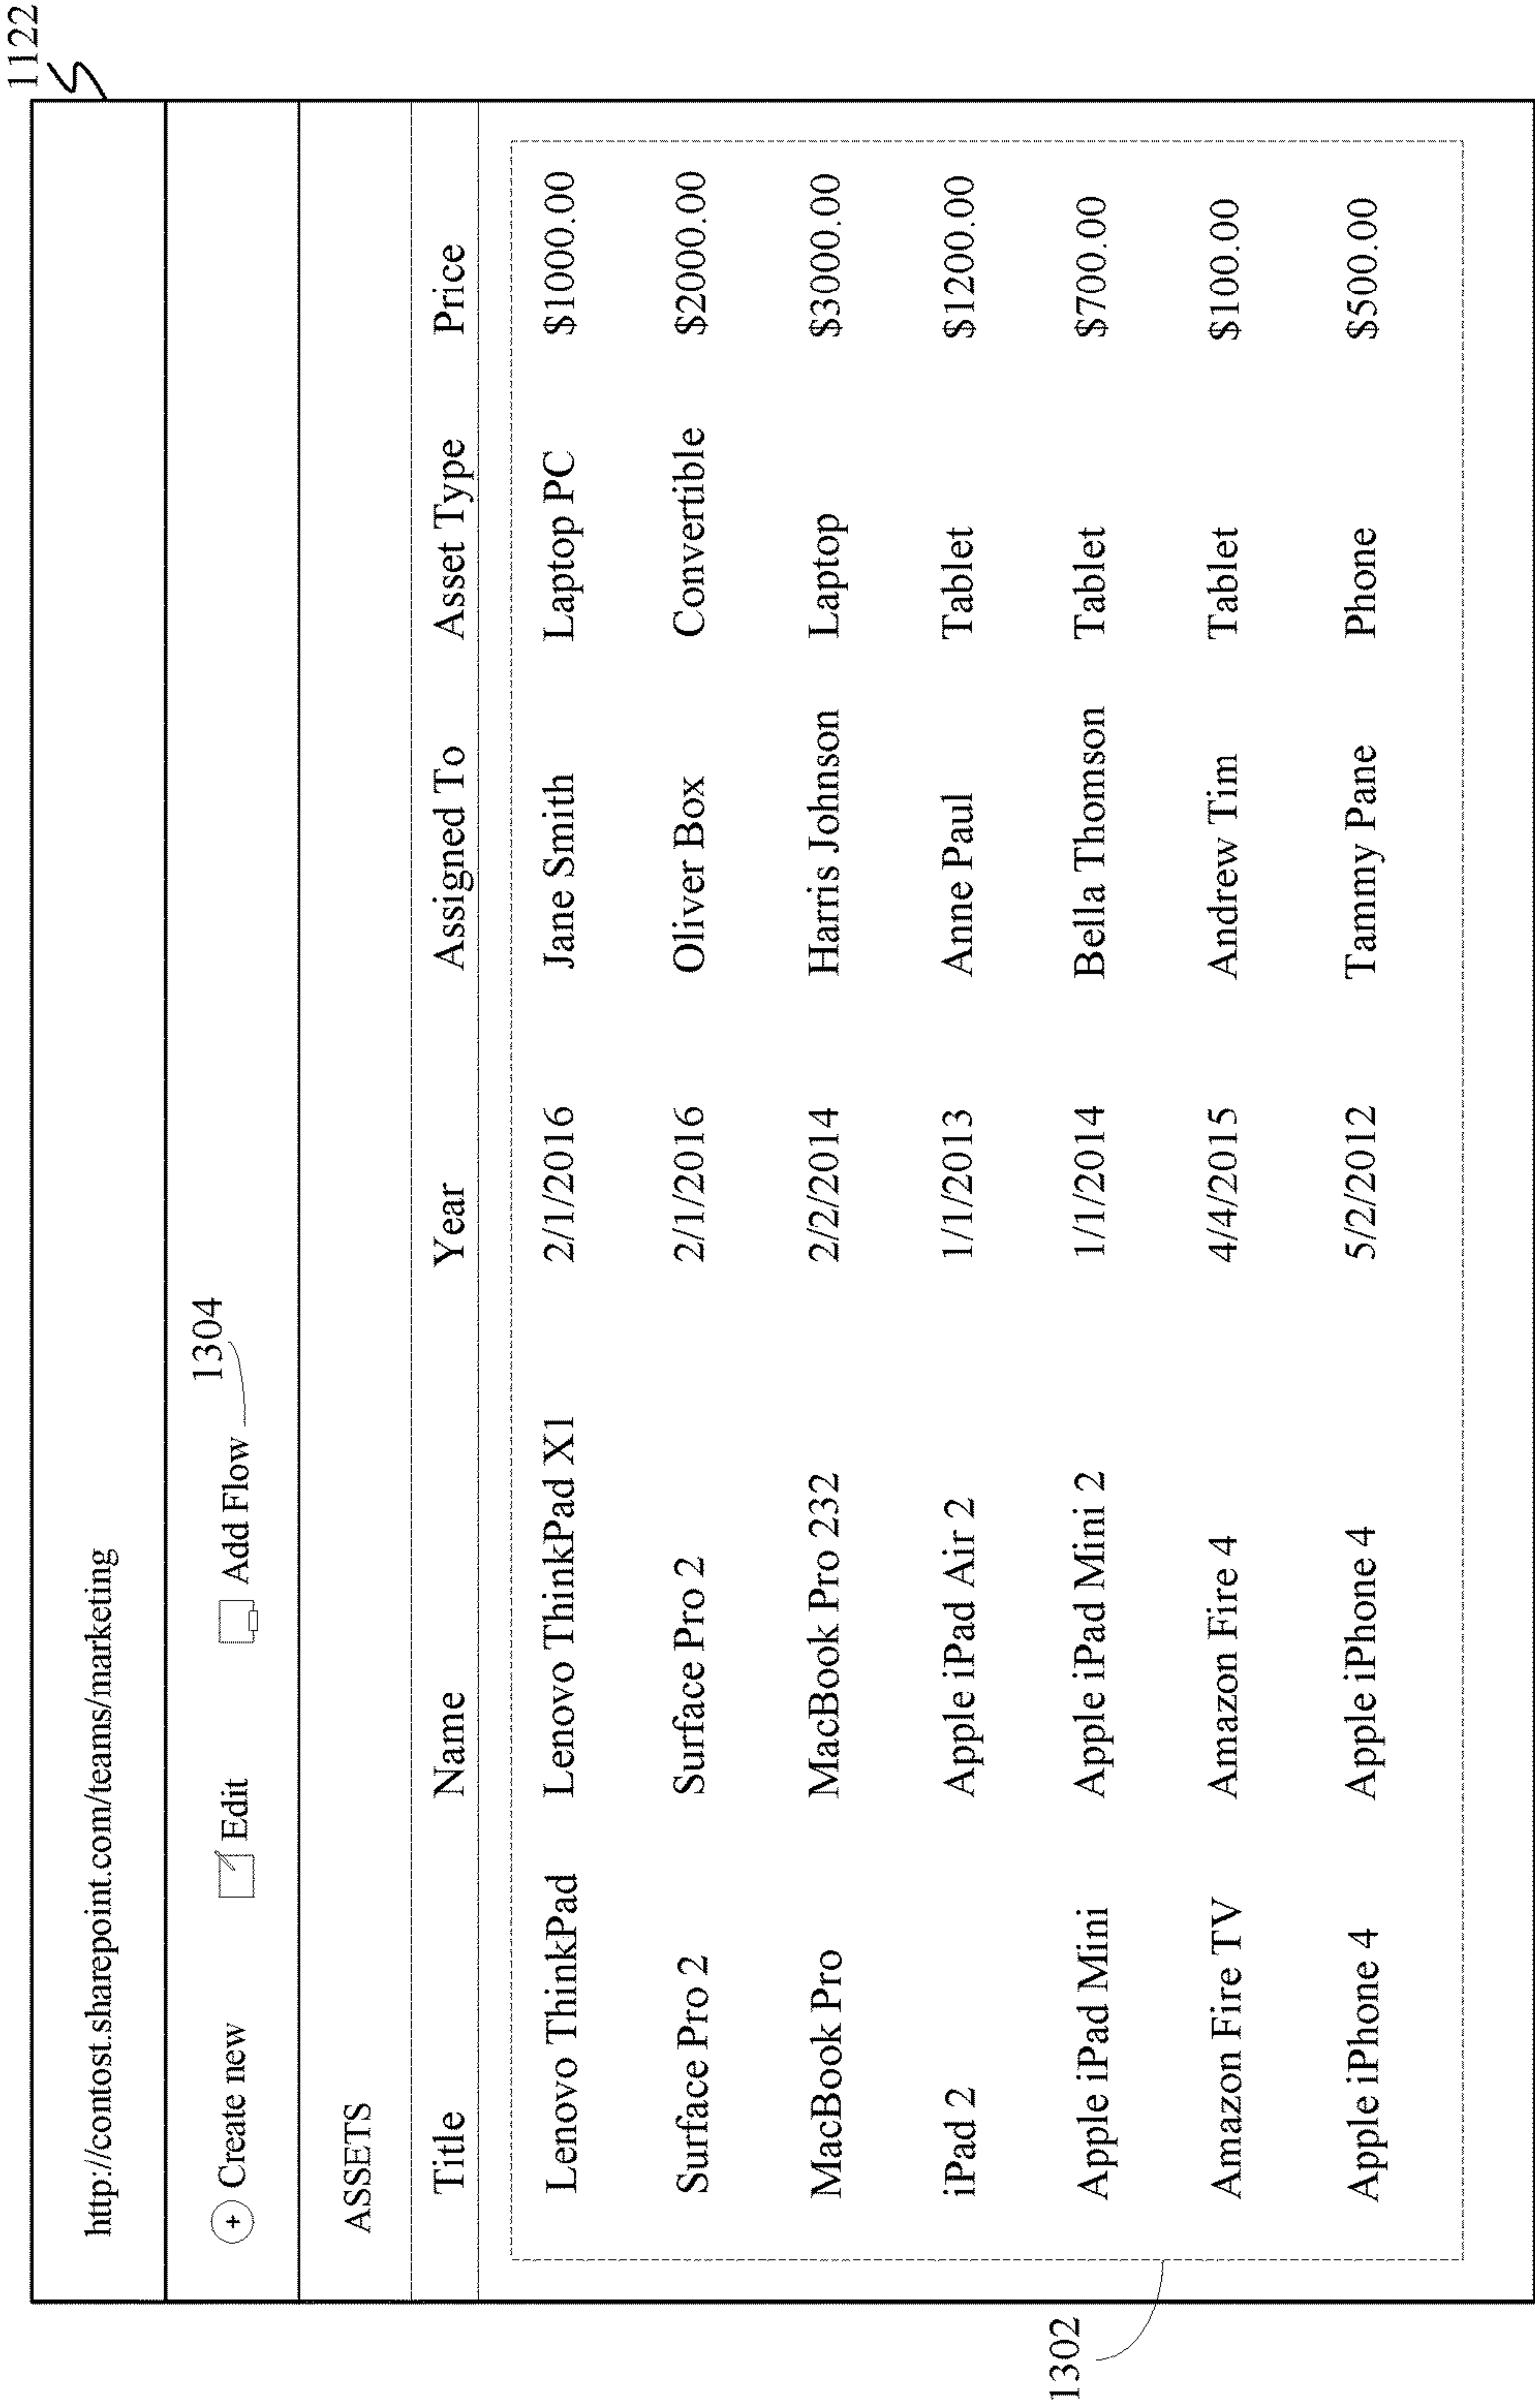 1122
http://contost.sharepoint.com/teams/marketing
+ Create new Edit Add Flow 1304
ASSETS
Title Name Year Assigned To Asset Type Price
Lenovo ThinkPad Lenovo ThinkPad X1 2/1/2016 Jane Smith Laptop PC $1000.00
Surface Pro 2 Surface Pro 2 2/1/2016 Oliver Box Convertible $2000.00
MacBook Pro MacBook Pro 232 2/2/2014 Harris Johnson Laptop $3000.00
iPad 2 Apple iPad Air 2 1/1/2013 Anne Paul Tablet $1200.00
Apple iPad Mini Apple iPad Mini 2 1/1/2014 Bella Thomson Tablet $700.00
Amazon Fire TV Amazon Fire 4 4/4/2015 Andrew Tim Tablet $100.00
Apple iPhone 4 Apple iPhone 4 5/2/2012 Tammy Pane Phone $500.00
1302